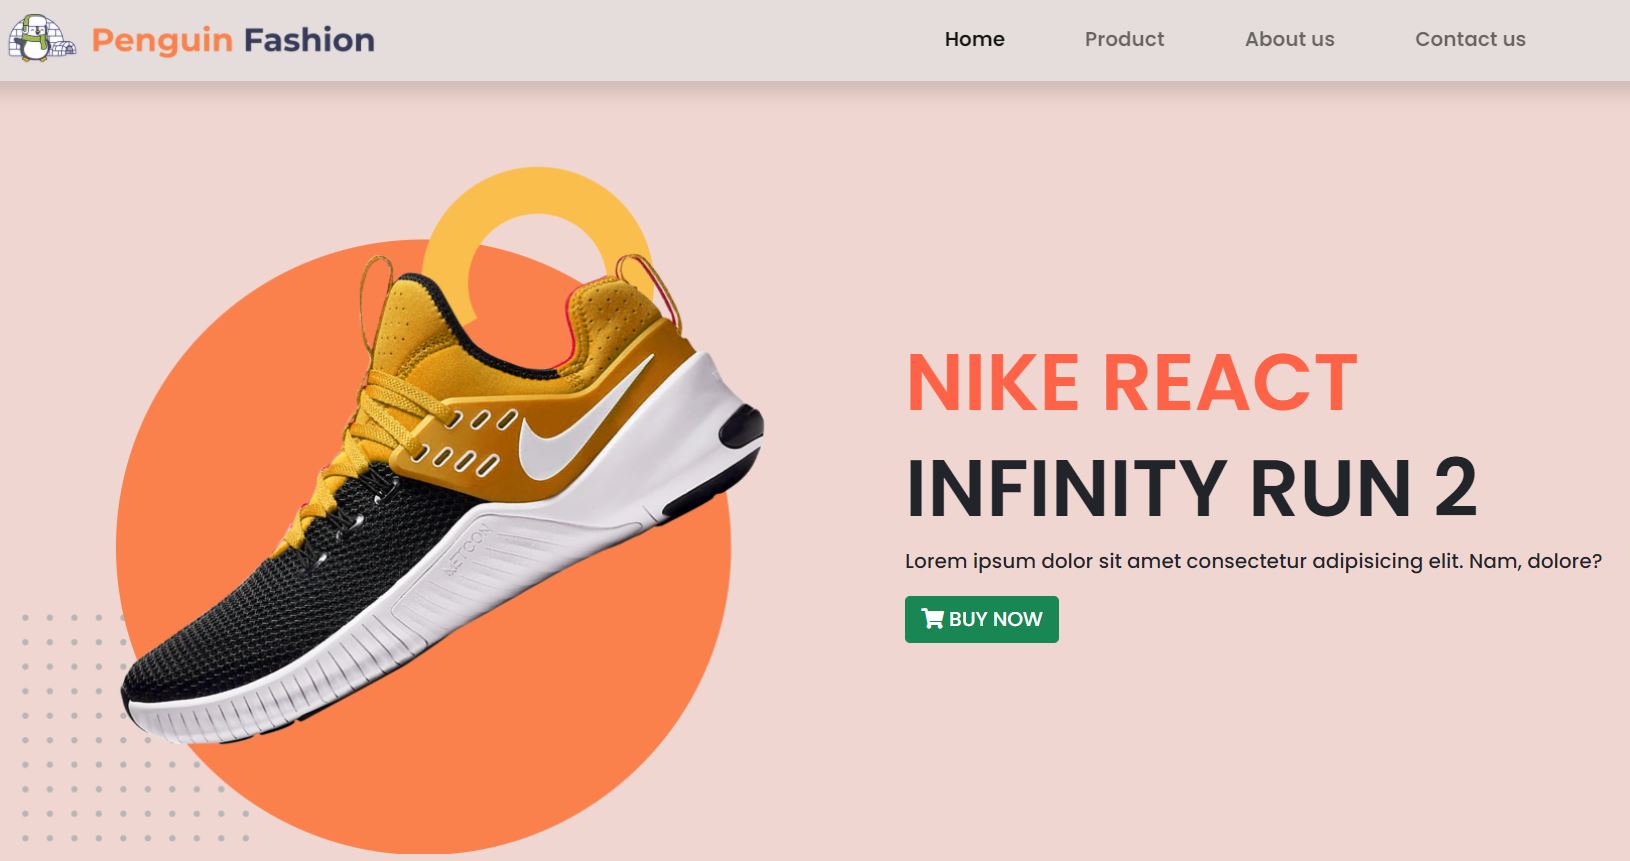 Penguin Fashion
Home Product About us Contact us
NIKE REACT
INFINITY RUN 2
Lorem ipsum dolor sit amet consectetur adipisicing elit. Nam, dolore?
BUY NOW
METCON